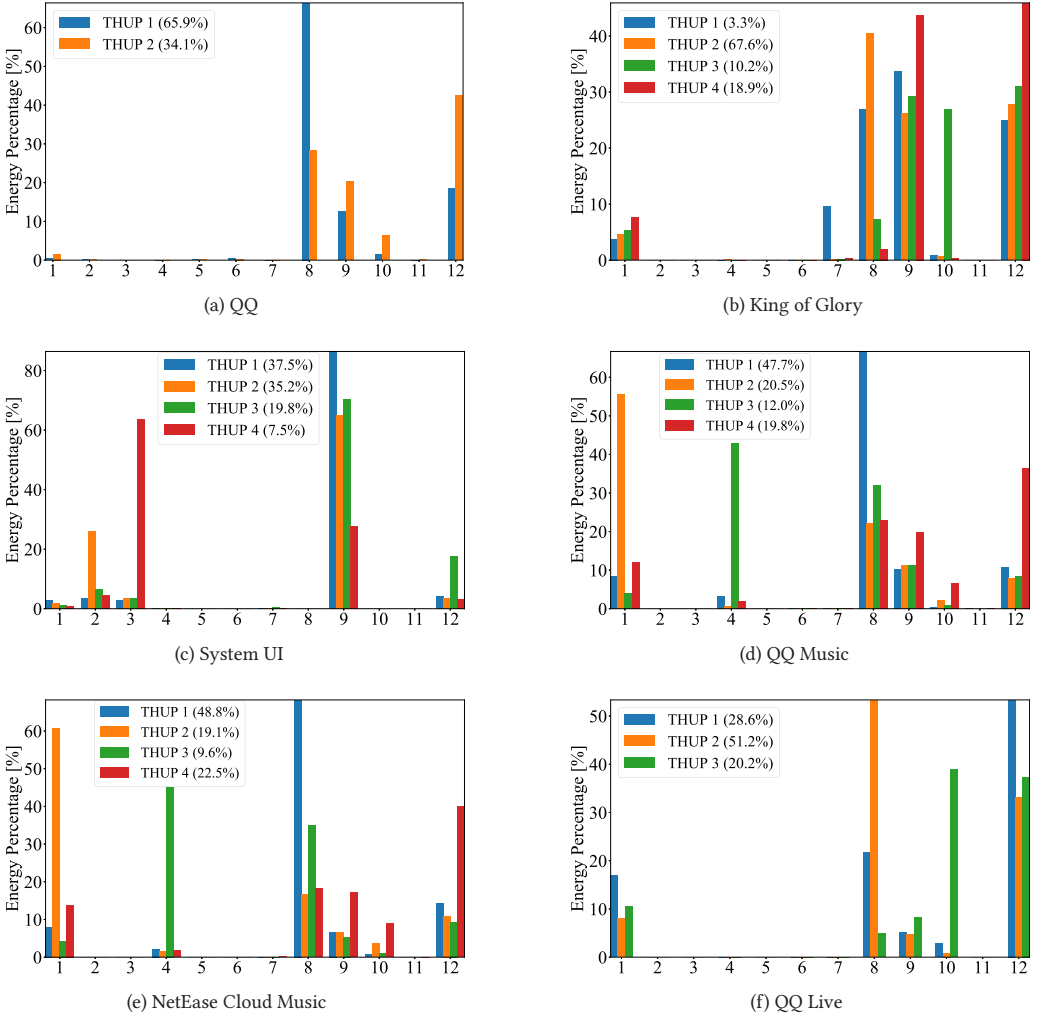 Energy Percentage [%]
60
50
40
30
20
10
0
THUP 1 (65.9%)
THUP 2 (34.1%)
1 2 3 4 5 6 7 8 9 10 11 12
(a) QQ
Energy Percentage [%]
40
30
20
10
0
THUP 1 (3.3%)
THUP 2 (67.6%)
THUP 3 (10.2%)
THUP 4 (18.9%)
1 2 3 4 5 6 7 8 9 10 11 12
(b) King of Glory
Energy Percentage [%]
80
60
40
20
0
THUP 1 (37.5%)
THUP 2 (35.2%)
THUP 3 (19.8%)
THUP 4 (7.5%)
1 2 3 4 5 6 7 8 9 10 11 12
(c) System UI
Energy Percentage [%]
60
50
40
30
20
10
0
THUP 1 (47.7%)
THUP 2 (20.5%)
THUP 3 (12.0%)
THUP 4 (19.8%)
1 2 3 4 5 6 7 8 9 10 11 12
(d) QQ Music
Energy Percentage [%]
60
50
40
30
20
10
0
THUP 1 (48.8%)
THUP 2 (19.1%)
THUP 3 (9.6%)
THUP 4 (22.5%)
1 2 3 4 5 6 7 8 9 10 11 12
(e) NetEase Cloud Music
Energy Percentage [%]
50
40
30
20
10
0
THUP 1 (28.6%)
THUP 2 (51.2%)
THUP 3 (20.2%)
1 2 3 4 5 6 7 8 9 10 11 12
(f) QQ Live